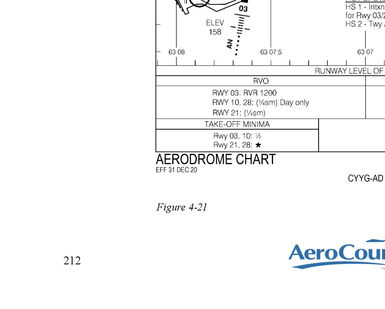 HS 1 - Intxn
for Rwy 03/2
HS 2 - Twy
03
ELEV
158
AN
63 08
63 07.5
63 07
RUNWAY LEVEL OF
RVO
RWY 03: RVR 1200
RWY 10, 28: (¼sm) Day only
RWY 21: (½sm)
TAKE-OFF MINIMA
Rwy 03, 10: ½
Rwy 21, 28: ★
AERODROME CHART
EFF 31 DEC 20
CYYG-AD
Figure 4-21
212
AeroCour